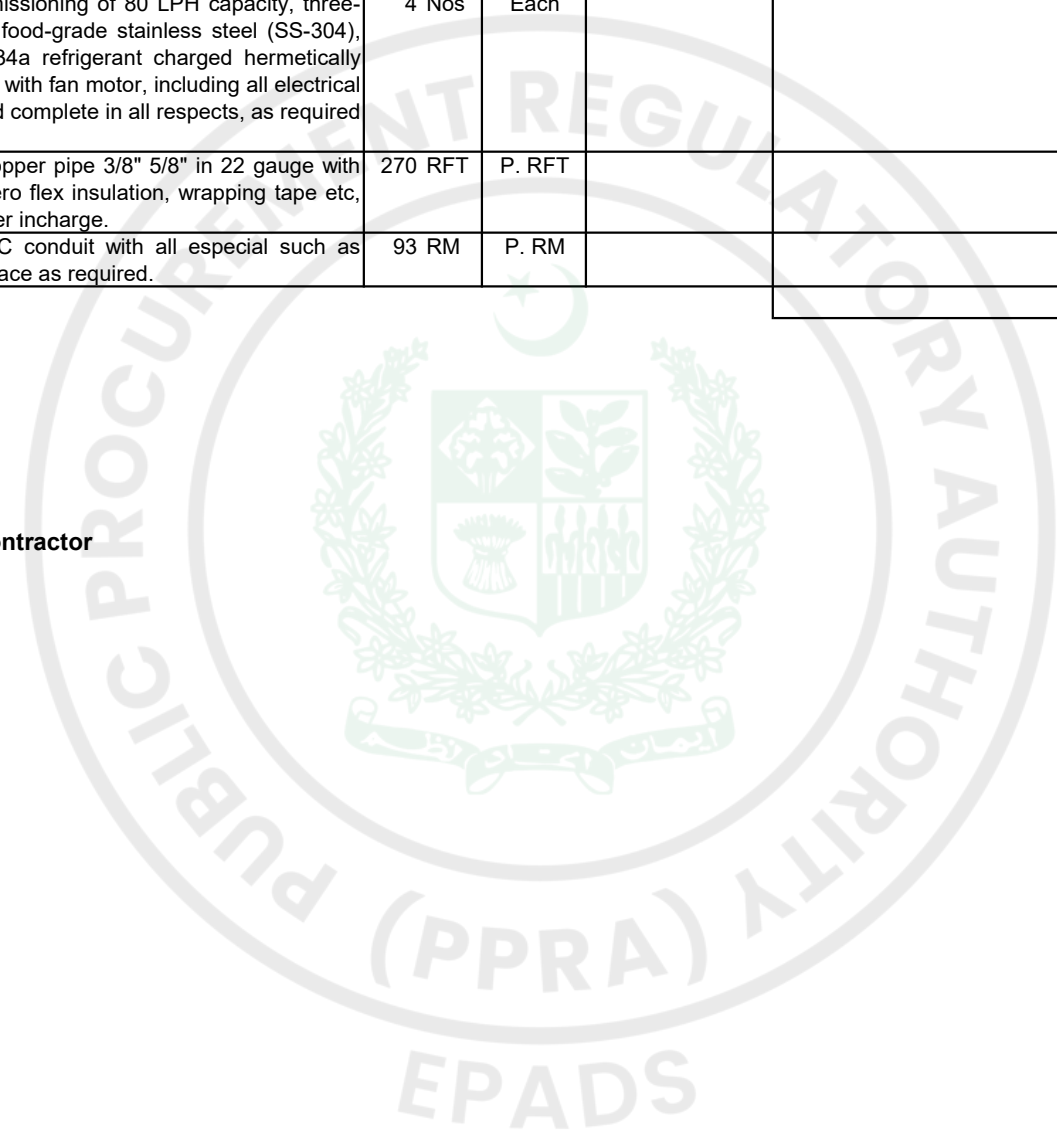 missioning of 80 LPH capacity, three- 4 Nos Each
food-grade stainless steel (SS-304),
34a refrigerant charged hermetically
with fan motor, including all electrical
d complete in all respects, as required
opper pipe 3/8" 5/8" in 22 gauge with 270 RFT P. RFT
ero flex insulation, wrapping tape etc,
er incharge.
C conduit with all especial such as 93 RM P. RM
ace as required.
ontractor
PUBLIC PROCUREMENT REGULATORY AUTHORITY
(PPRA)
EPADS